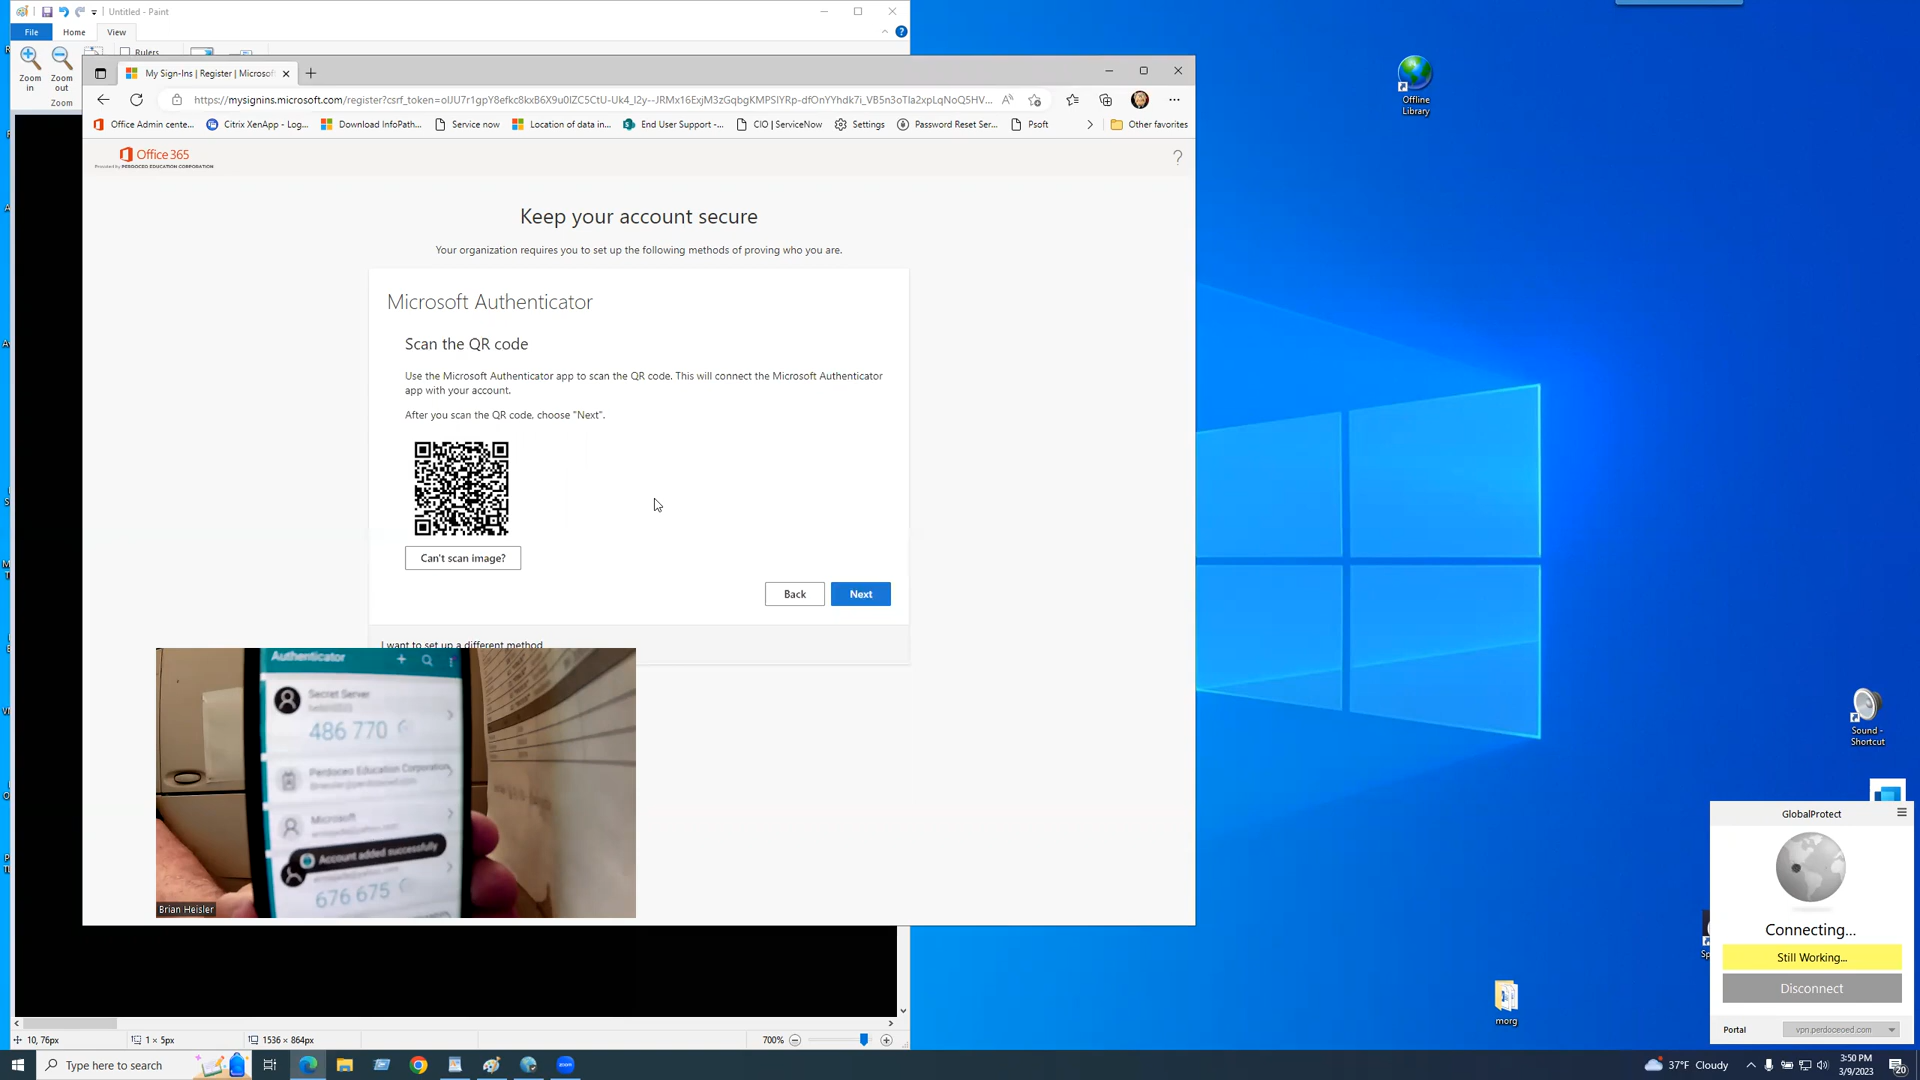 Untitled - Paint
File Home View
Rulers
Zoom in
Zoom out
Zoom
My Sign-Ins | Register | Microsof
https://mysignins.microsoft.com/register?csrf_token=
Office Admin cente...
Citrix XenApp - Log...
Download InfoPath...
Service now
Location of data in...
End User Support -...
CIO | ServiceNow
Settings
Password Reset Ser...
Psoft
Other favorites
Office 365
Provided by PERDOCEO EDUCATION CORPORATION
?
Keep your account secure
Your organization requires you to set up the following methods of proving who you are.
Microsoft Authenticator
Scan the QR code
Use the Microsoft Authenticator app to scan the QR code. This will connect the Microsoft Authenticator
app with your account.
After you scan the QR code, choose "Next".
Can't scan image?
Back
Next
I want to set up a different method
Authenticator
Secret Server
486 770
Perdoceo Education Corporation
Microsoft
Account added successfully
676 675
Brian Heisler
10, 76px
1 × 5px
1536 × 864px
700%
Offline
Library
Sound -
Shortcut
morg
GlobalProtect
Connecting...
Still Working...
Disconnect
Portal
vpn.perdoceoed.com
Type here to search
37°F Cloudy
3:50 PM
3/9/2023
20